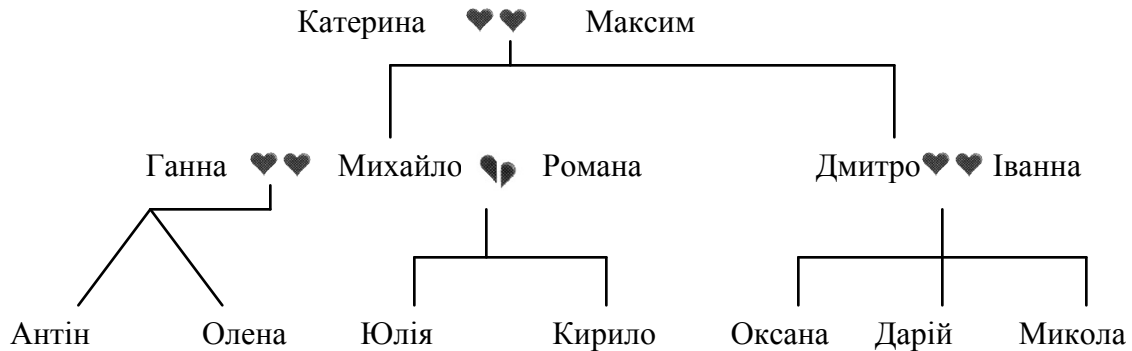 Катерина Максим
Ганна Михайло Романа Дмитро Іванна
Антін Олена Юлія Кирило Оксана Дарій Микола